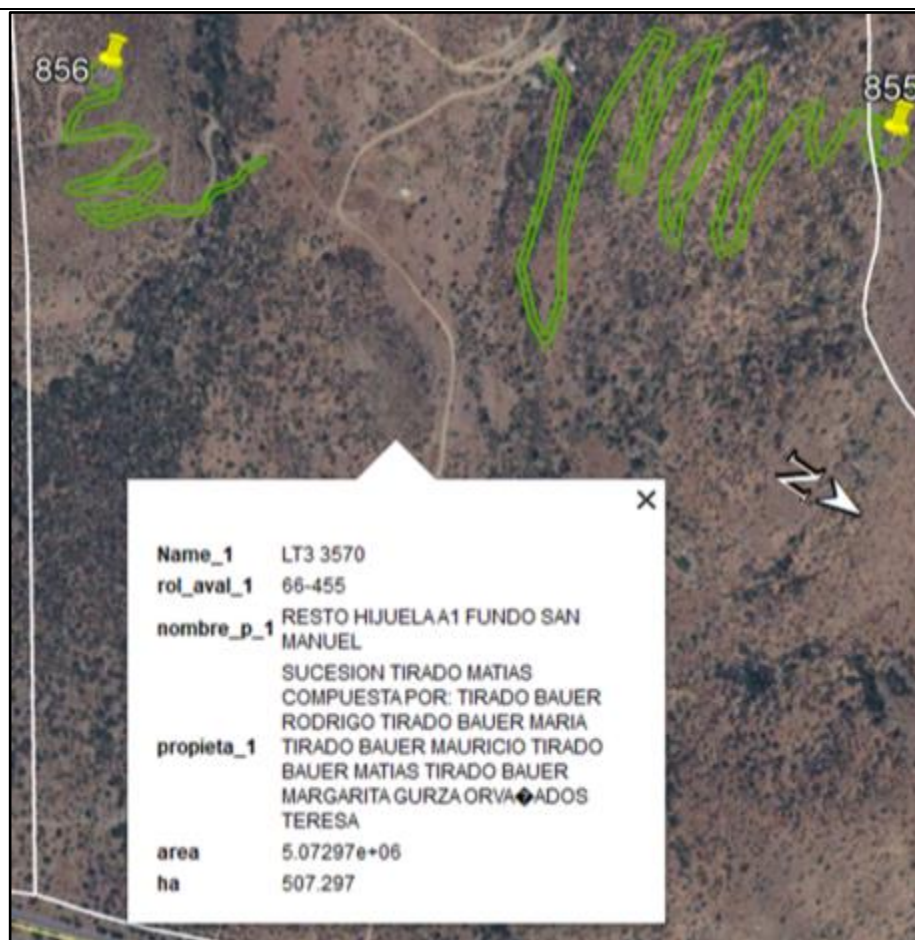 856
855
N
Name_1 LT3 3570
rol_aval_1 66-455
nombre_p_1 RESTO HIJUELA A1 FUNDO SAN
MANUEL
SUCESION TIRADO MATIAS
COMPUESTA POR: TIRADO BAUER
RODRIGO TIRADO BAUER MARIA
propieta_1 TIRADO BAUER MAURICIO TIRADO
BAUER MATIAS TIRADO BAUER
MARGARITA GURZA ORVA�ADOS
TERESA
area 5.07297e+06
ha 507.297